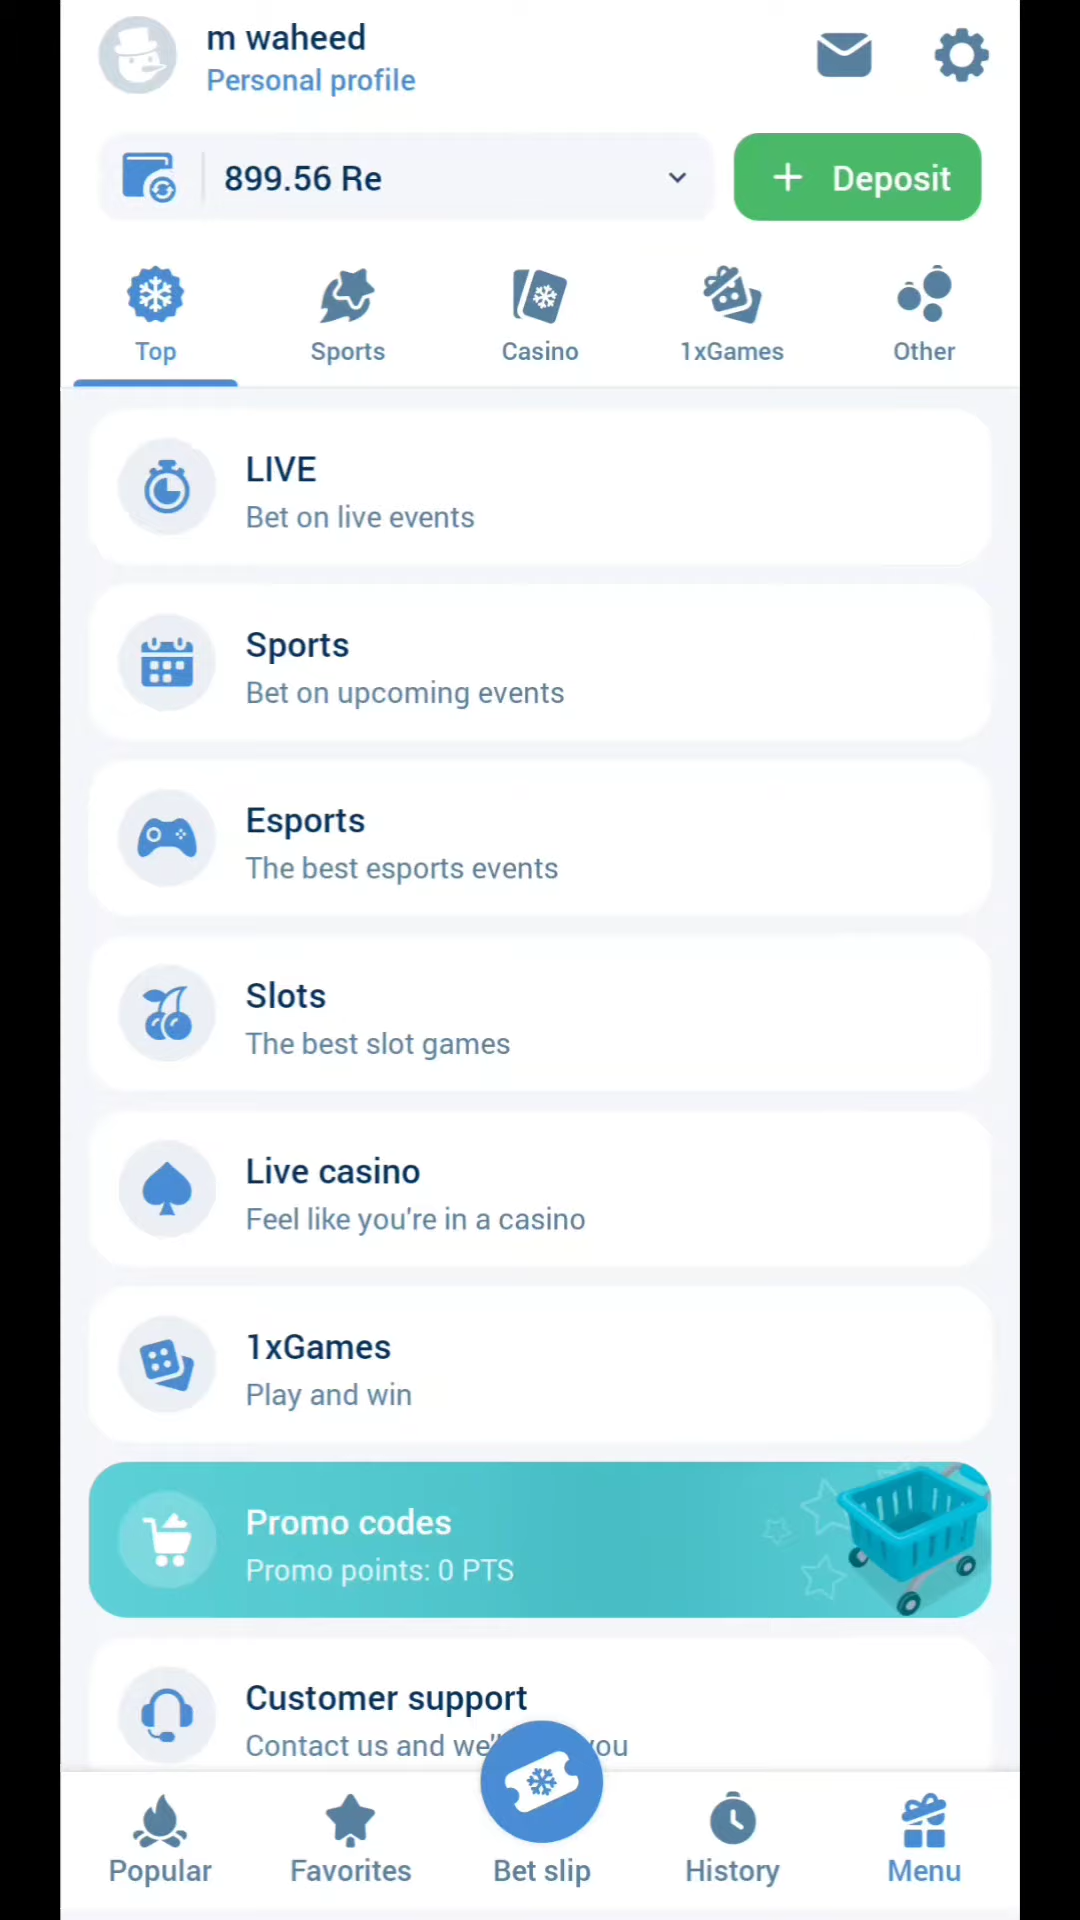 m waheed
Personal profile
899.56 Re
+ Deposit
Top
Sports
Casino
1xGames
Other
LIVE
Bet on live events
Sports
Bet on upcoming events
Esports
The best esports events
Slots
The best slot games
Live casino
Feel like you're in a casino
1xGames
Play and win
Promo codes
Promo points: 0 PTS
Customer support
Contact us and we' you
Popular
Favorites
Bet slip
History
Menu